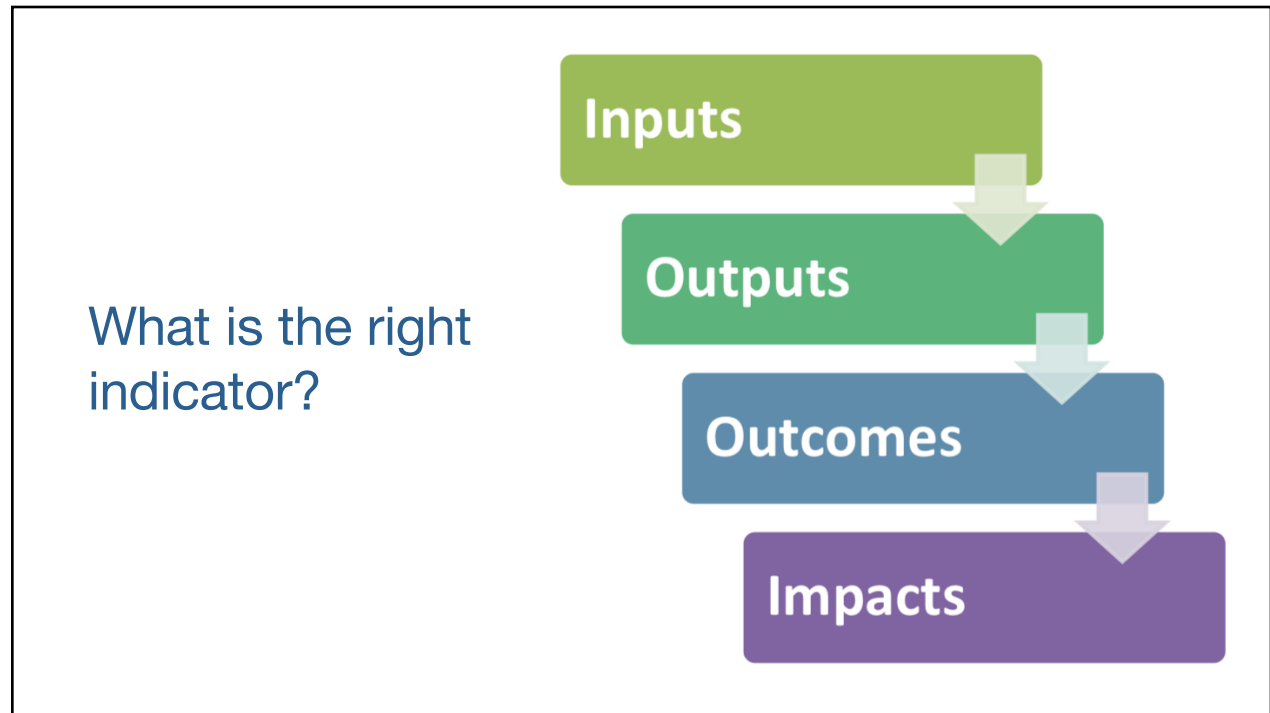 What is the right
indicator?
Inputs
Outputs
Outcomes
Impacts